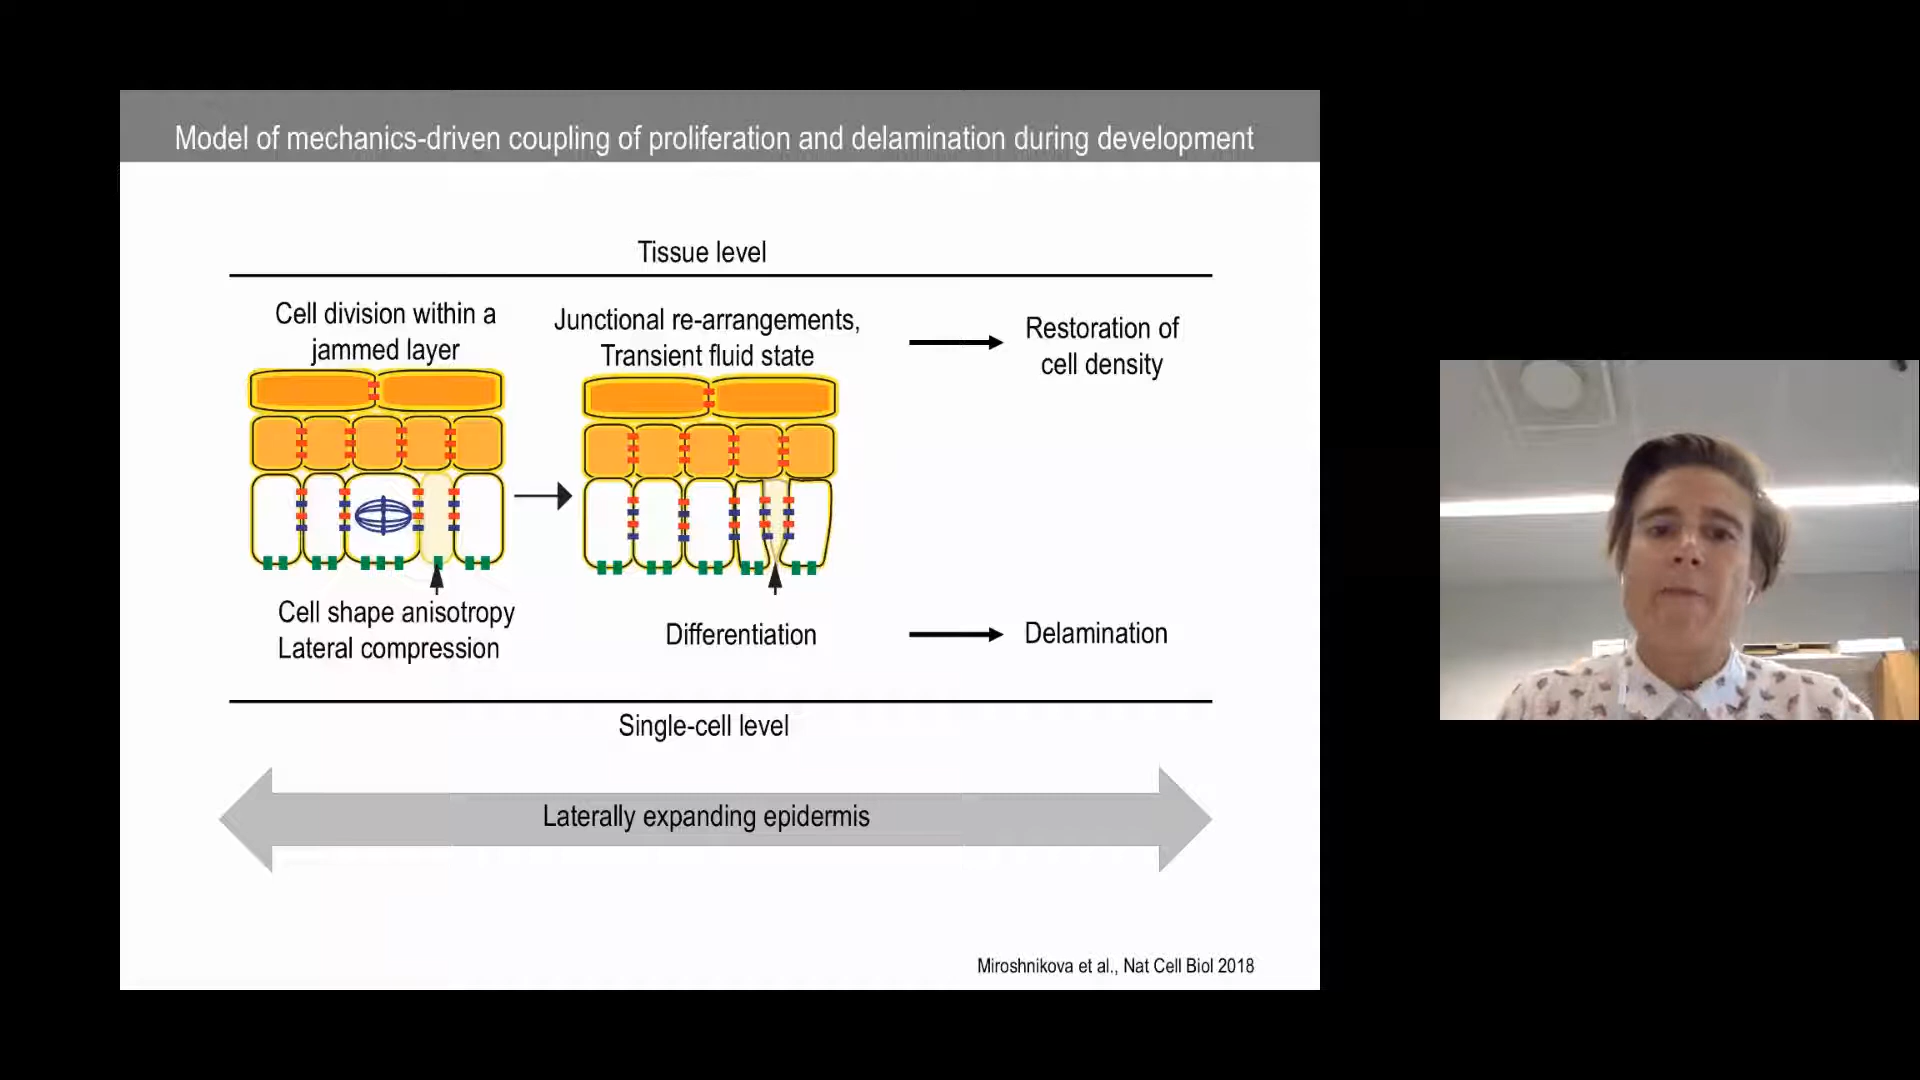 Model of mechanics-driven coupling of proliferation and delamination during development
Tissue level
Cell division within a
jammed layer
Junctional re-arrangements,
Transient fluid state
Restoration of
cell density
Cell shape anisotropy
Lateral compression
Differentiation
Delamination
Single-cell level
Laterally expanding epidermis
Miroshnikova et al., Nat Cell Biol 2018